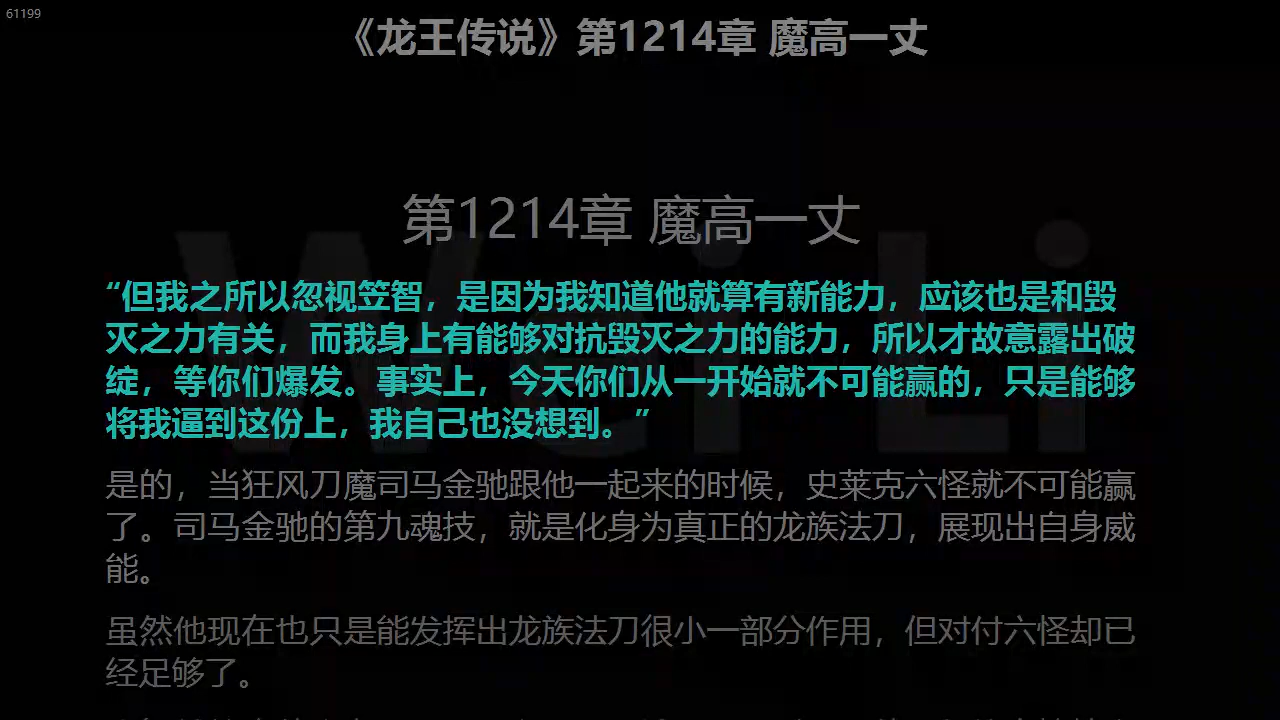 61199
《龙王传说》第1214章 魔高一丈
第1214章 魔高一丈
“但我之所以忽视笠智，是因为我知道他就算有新能力，应该也是和毁
灭之力有关，而我身上有能够对抗毁灭之力的能力，所以才故意露出破
绽，等你们爆发。事实上，今天你们从一开始就不可能赢的，只是能够
将我逼到这份上，我自己也没想到。”
是的，当狂风刀魔司马金驰跟他一起来的时候，史莱克六怪就不可能赢
了。司马金驰的第九魂技，就是化身为真正的龙族法刀，展现出自身威
能。
虽然他现在也只是能发挥出龙族法刀很小一部分作用，但对付六怪却已
经足够了。
Wei Li